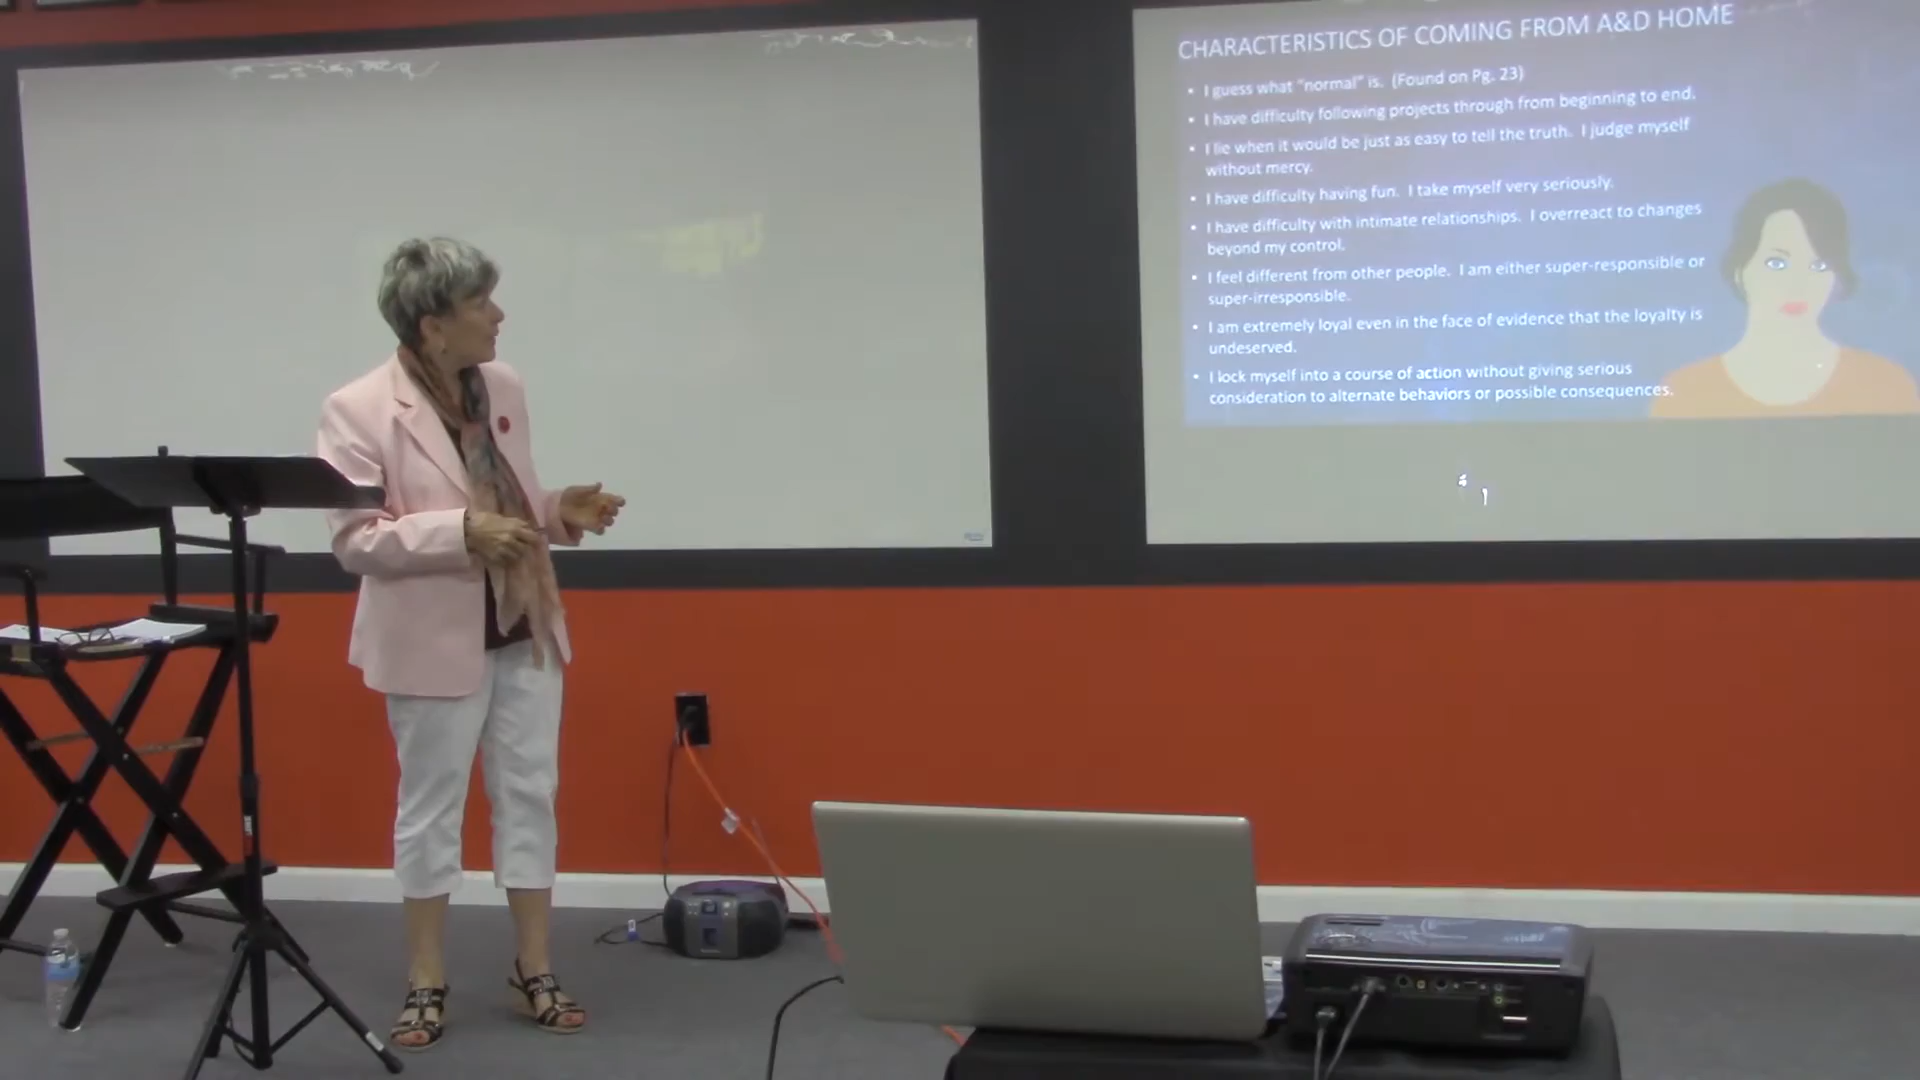 CHARACTERISTICS OF COMING FROM A&D HOME
• I guess what "normal" is. (Found on Pg. 23)
• I have difficulty following projects through from beginning to end.
• I lie when it would be just as easy to tell the truth. I judge myself
without mercy.
• I have difficulty having fun. I take myself very seriously.
• I have difficulty with intimate relationships. I overreact to changes
beyond my control.
• I feel different from other people. I am either super-responsible or
super-irresponsible.
• I am extremely loyal even in the face of evidence that the loyalty is
undeserved.
• I lock myself into a course of action without giving serious
consideration to alternate behaviors or possible consequences.